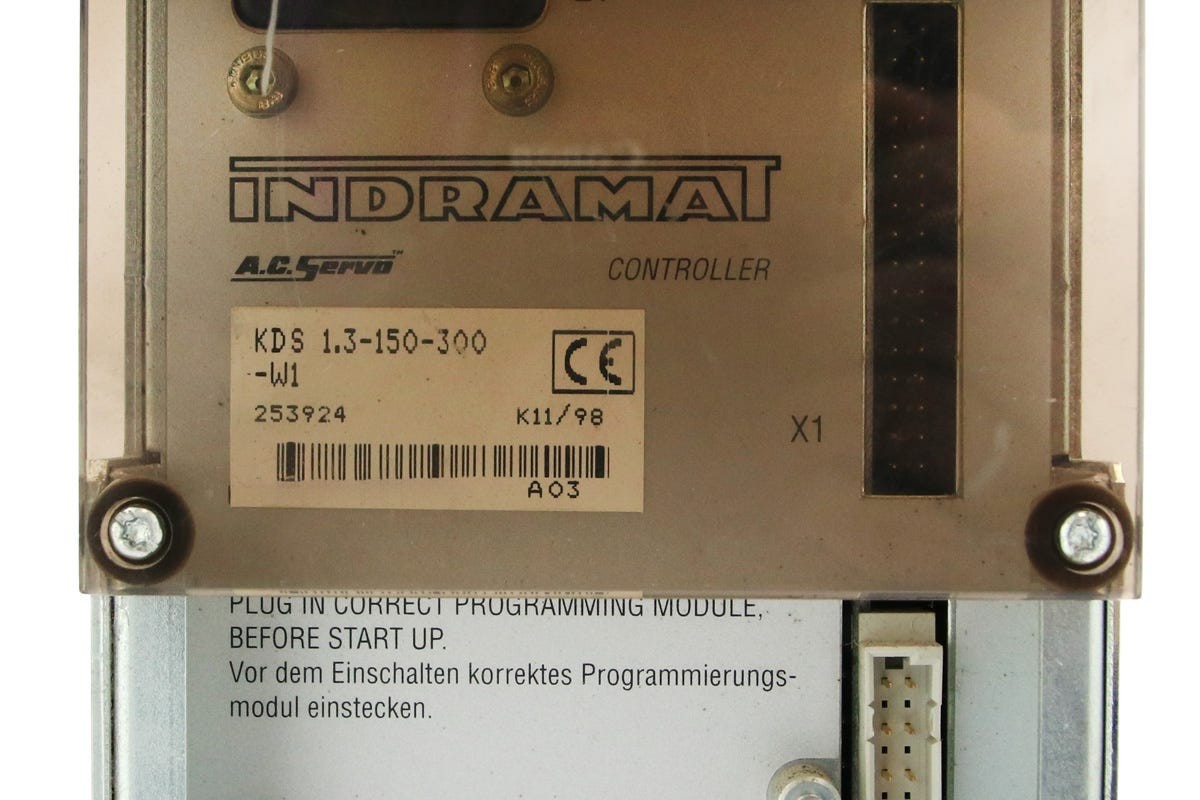 INDRAMAT
A.C. Servo™
CONTROLLER
KDS 1.3-150-300
-W1
CE
253924 K11/98
A03
X1
PLUG IN CORRECT PROGRAMMING MODULE,
BEFORE START UP.
Vor dem Einschalten korrektes Programmierungs-
modul einstecken.